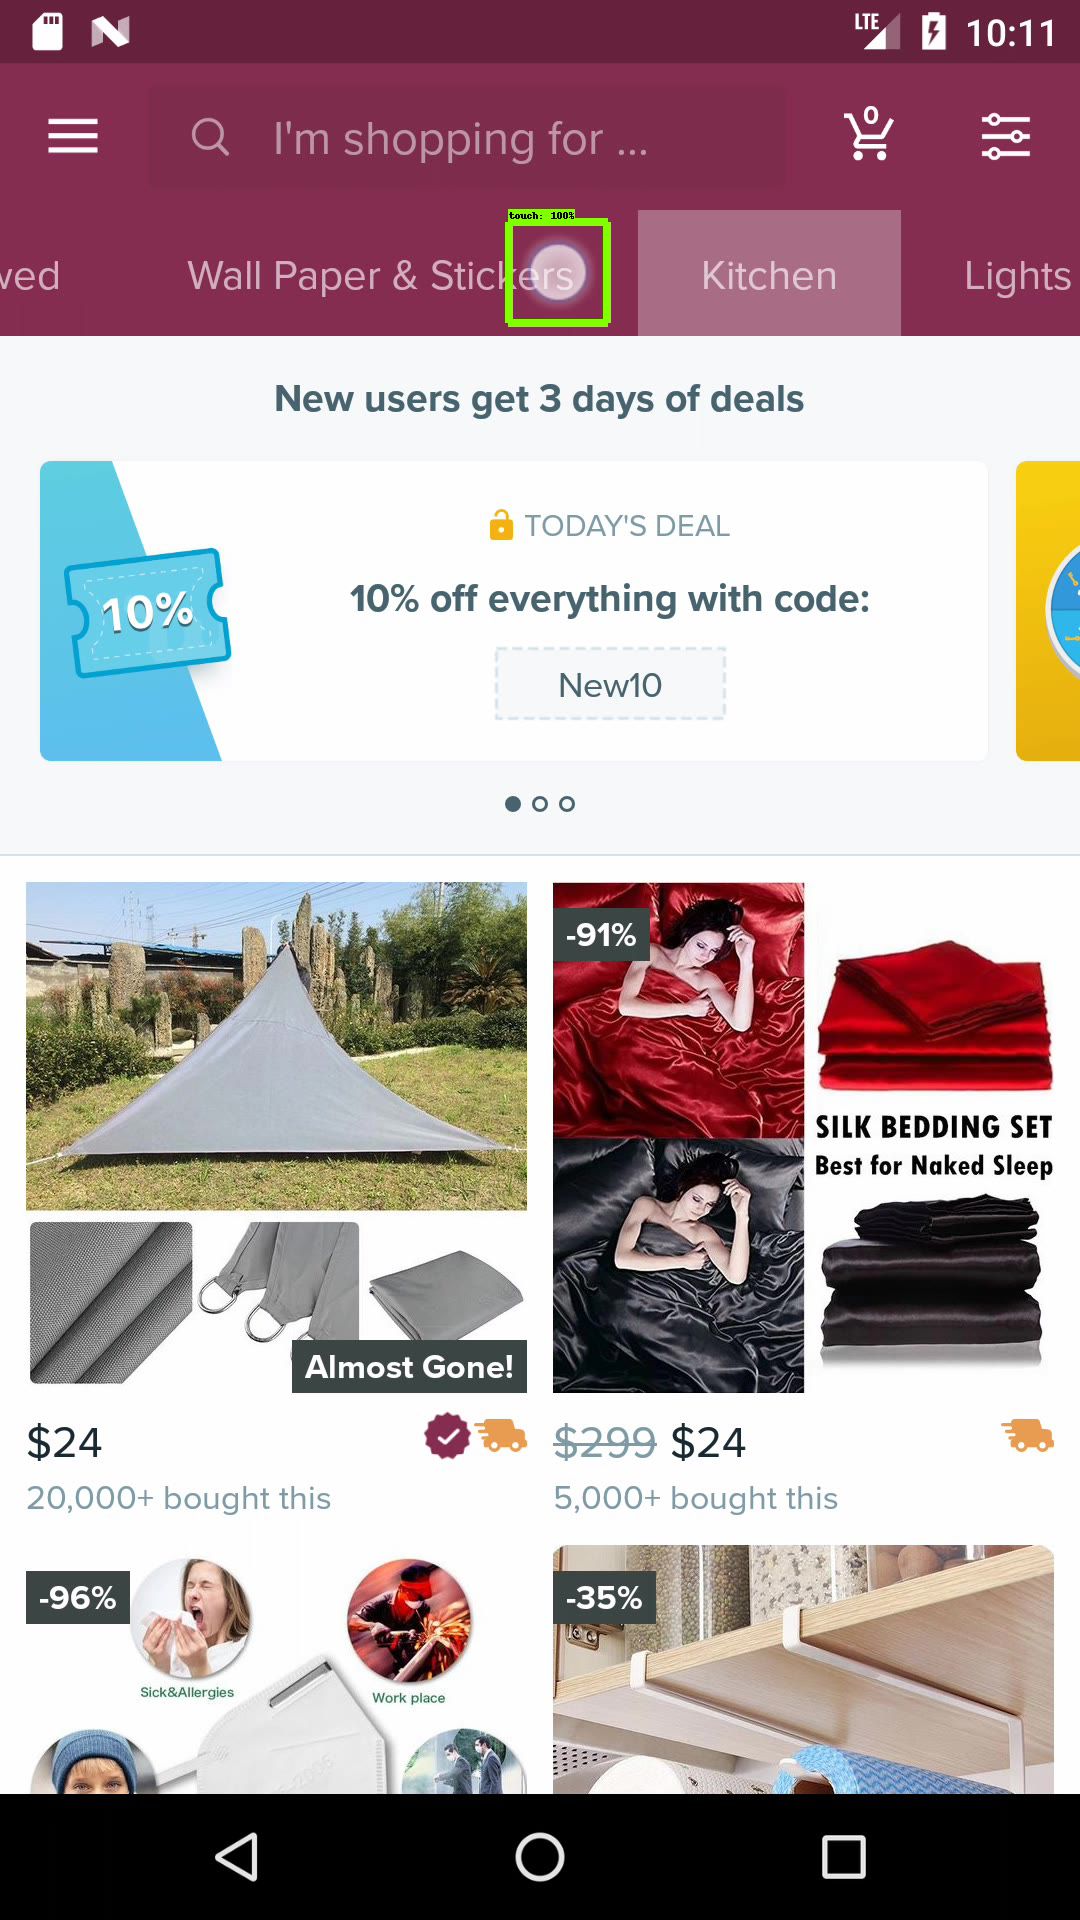 LTE 10:11
I'm shopping for ...
0
touch: 100%
wed
Wall Paper & Stickers
Kitchen
Lights
New users get 3 days of deals
10%
TODAY'S DEAL
10% off everything with code:
New10
Almost Gone!
$24
20,000+ bought this
-91%
SILK BEDDING SET
Best for Naked Sleep
$299 $24
5,000+ bought this
-96%
Sick&Allergies
Work place
-35%